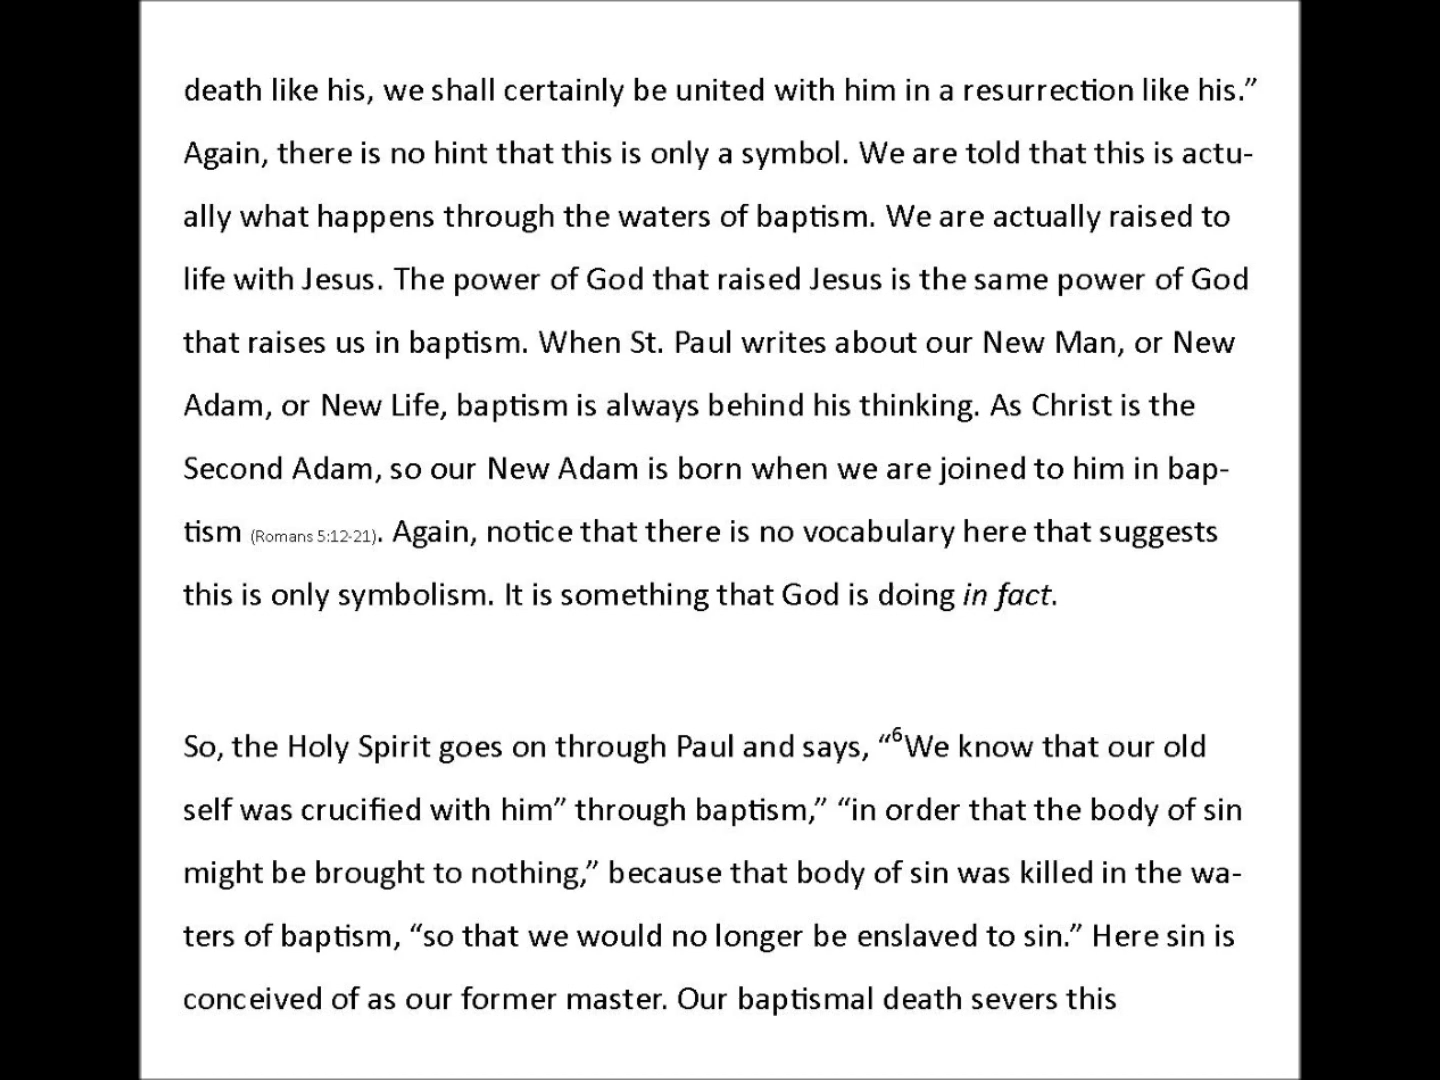 death like his, we shall certainly be united with him in a resurrection like his.”
Again, there is no hint that this is only a symbol. We are told that this is actu-
ally what happens through the waters of baptism. We are actually raised to
life with Jesus. The power of God that raised Jesus is the same power of God
that raises us in baptism. When St. Paul writes about our New Man, or New
Adam, or New Life, baptism is always behind his thinking. As Christ is the
Second Adam, so our New Adam is born when we are joined to him in bap-
tism (Romans 5:12-21). Again, notice that there is no vocabulary here that suggests
this is only symbolism. It is something that God is doing in fact.
So, the Holy Spirit goes on through Paul and says, “⁶We know that our old
self was crucified with him” through baptism,” “in order that the body of sin
might be brought to nothing,” because that body of sin was killed in the wa-
ters of baptism, “so that we would no longer be enslaved to sin.” Here sin is
conceived of as our former master. Our baptismal death severs this